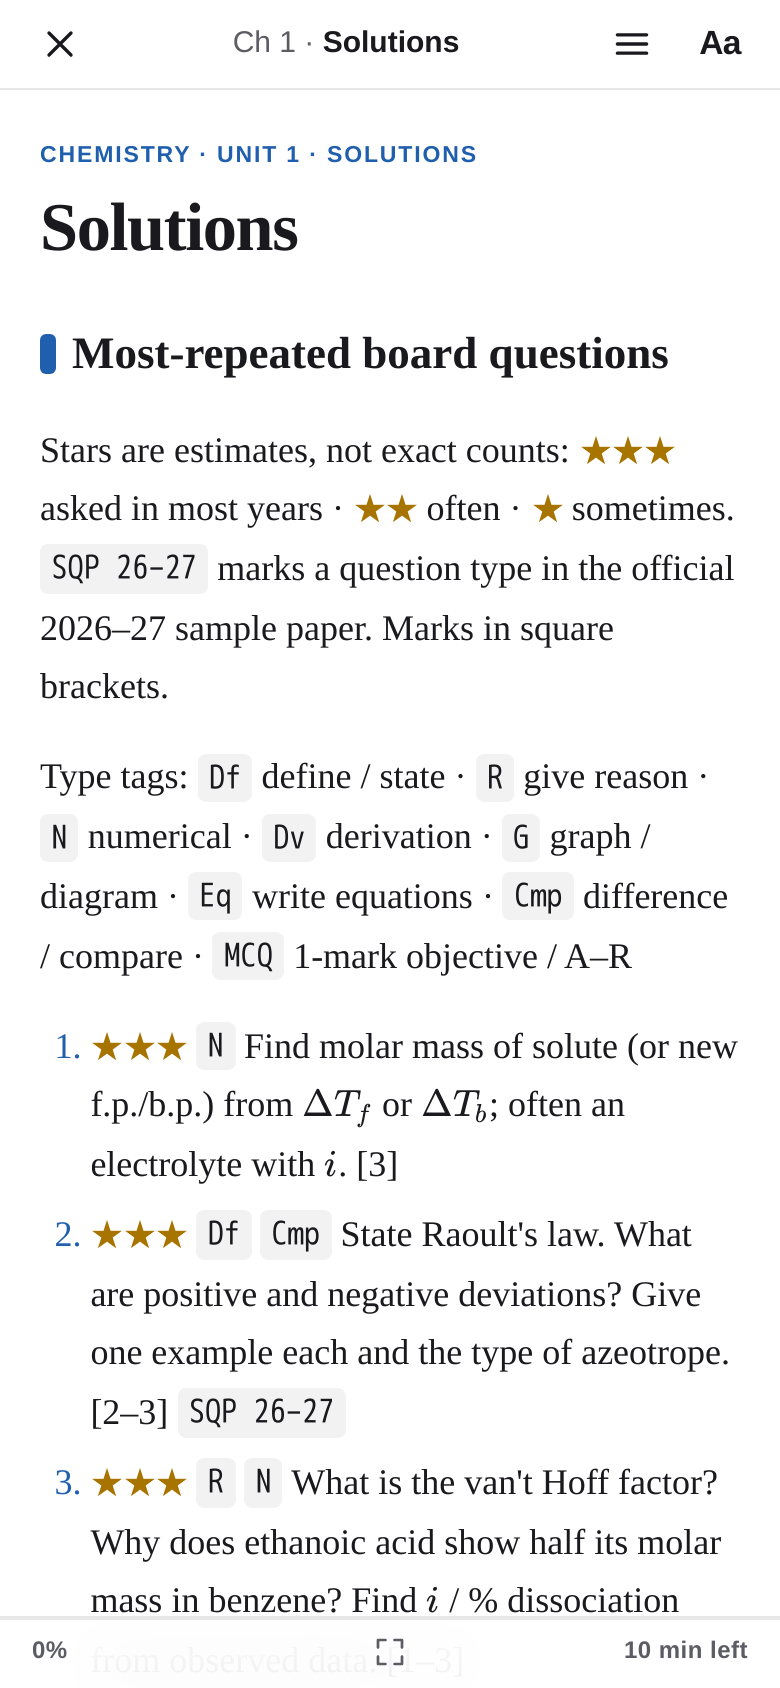 Ch 1 · Solutions
Aa
CHEMISTRY · UNIT 1 · SOLUTIONS
Solutions
Most-repeated board questions
Stars are estimates, not exact counts: ★★★
asked in most years · ★★ often · ★ sometimes.
SQP 26–27 marks a question type in the official
2026–27 sample paper. Marks in square
brackets.
Type tags: Df define / state · R give reason ·
N numerical · Dv derivation · G graph /
diagram · Eq write equations · Cmp difference
/ compare · MCQ 1-mark objective / A–R
1. ★★★ N Find molar mass of solute (or new
f.p./b.p.) from ΔT_f or ΔT_b; often an
electrolyte with i. [3]
2. ★★★ Df Cmp State Raoult's law. What
are positive and negative deviations? Give
one example each and the type of azeotrope.
[2–3] SQP 26–27
3. ★★★ R N What is the van't Hoff factor?
Why does ethanoic acid show half its molar
mass in benzene? Find i / % dissociation
from observed data. [1–3]
0%
10 min left